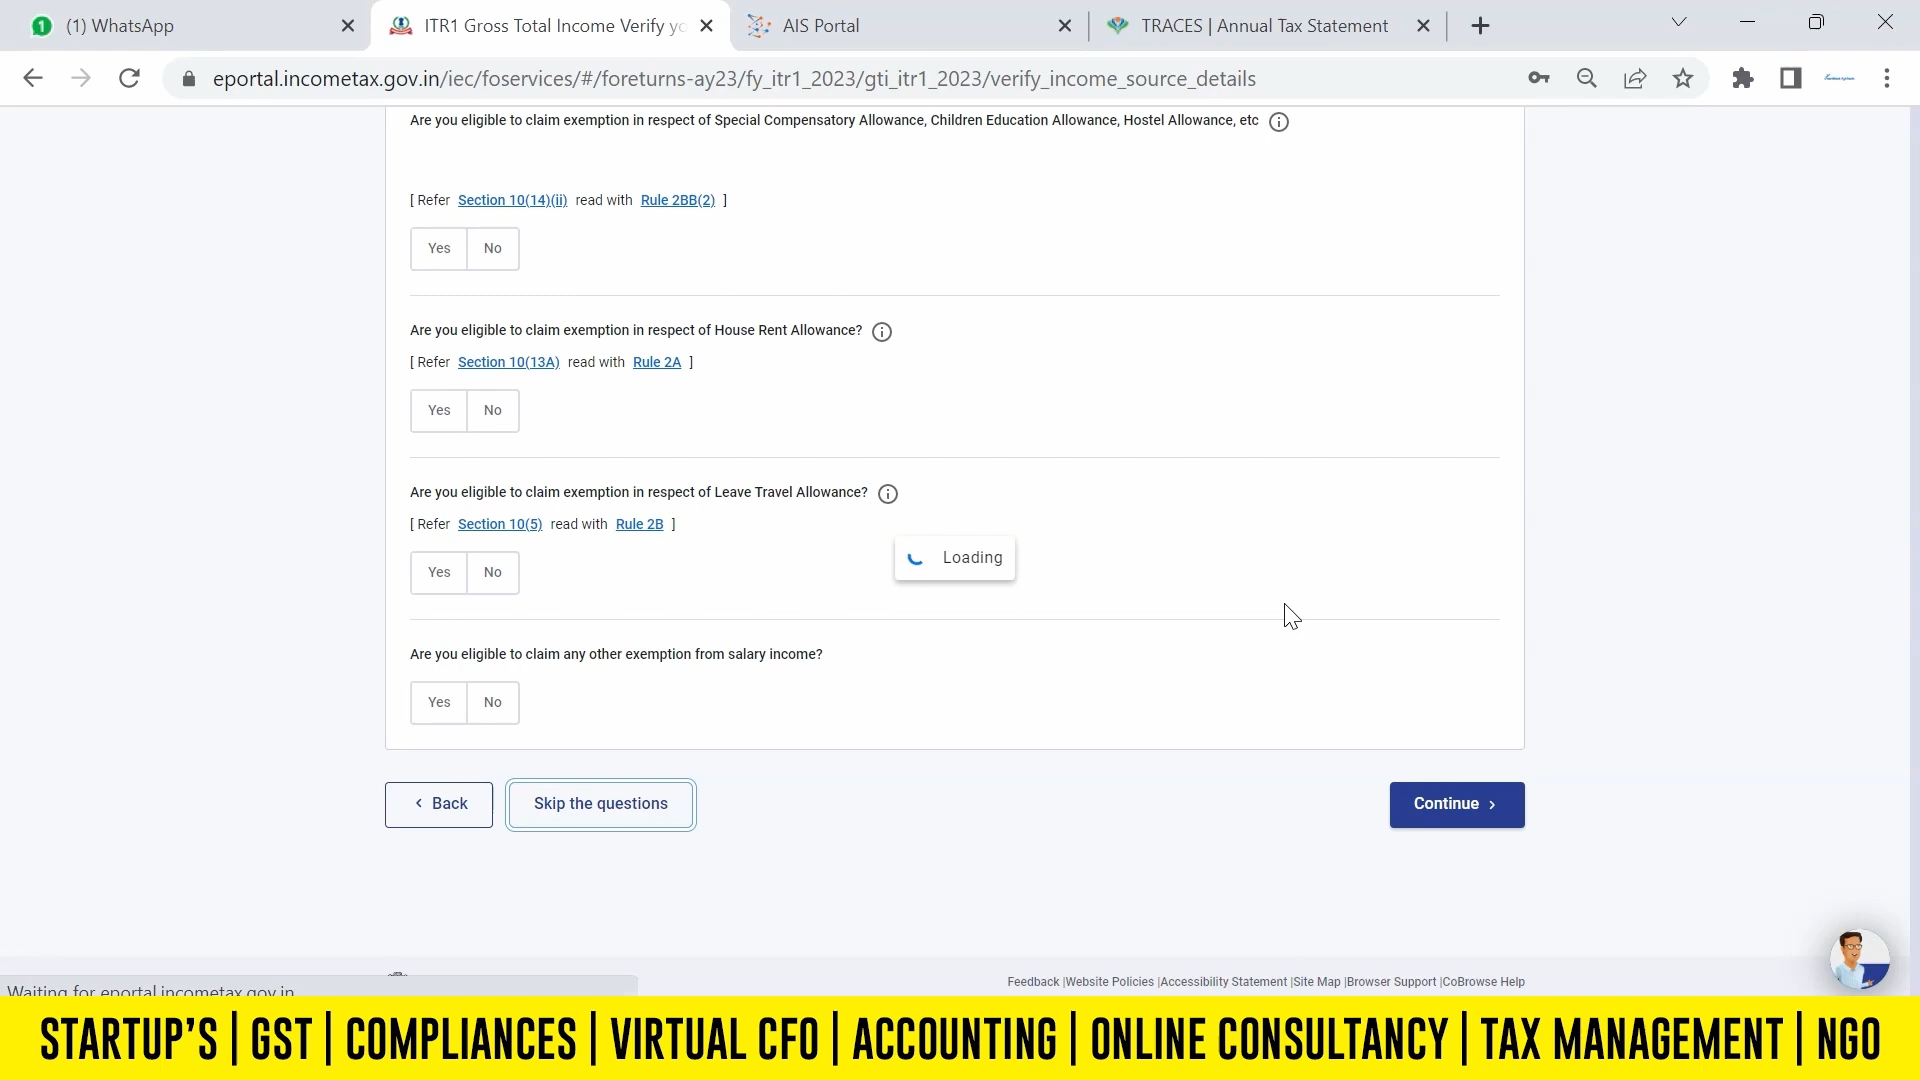 1 (1) WhatsApp
ITR1 Gross Total Income Verify yo
AIS Portal
TRACES | Annual Tax Statement
eportal.incometax.gov.in/iec/foservices/#/foreturns-ay23/fy_itr1_2023/gti_itr1_2023/verify_income_source_details
Are you eligible to claim exemption in respect of Special Compensatory Allowance, Children Education Allowance, Hostel Allowance, etc
[ Refer Section 10(14)(ii) read with Rule 2BB(2) ]
Yes No
Are you eligible to claim exemption in respect of House Rent Allowance?
[ Refer Section 10(13A) read with Rule 2A ]
Yes No
Are you eligible to claim exemption in respect of Leave Travel Allowance?
[ Refer Section 10(5) read with Rule 2B ]
Loading
Yes No
Are you eligible to claim any other exemption from salary income?
Yes No
< Back
Skip the questions
Continue >
Feedback |Website Policies |Accessibility Statement |Site Map |Browser Support |CoBrowse Help
Waiting for eportal.incometax.gov.in
STARTUP'S | GST | COMPLIANCES | VIRTUAL CFO | ACCOUNTING | ONLINE CONSULTANCY | TAX MANAGEMENT | NGO